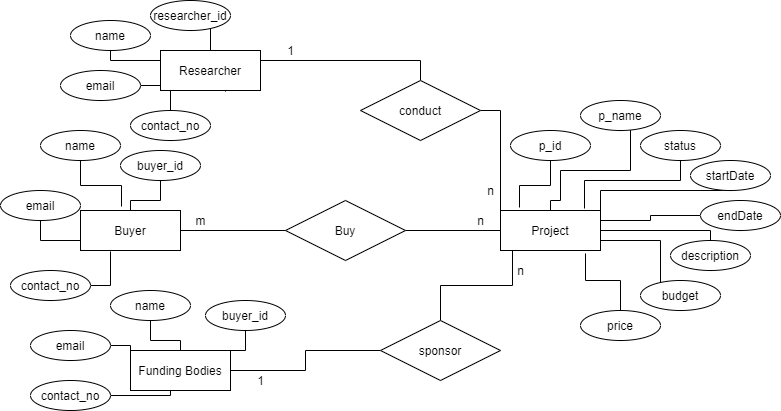 researcher_id
name
1
Researcher
email
conduct
contact_no
p_name
name
p_id
status
buyer_id
startDate
n
email
m
n
endDate
Buyer
Buy
Project
description
n
contact_no
budget
name
buyer_id
price
email
sponsor
Funding Bodies
1
contact_no